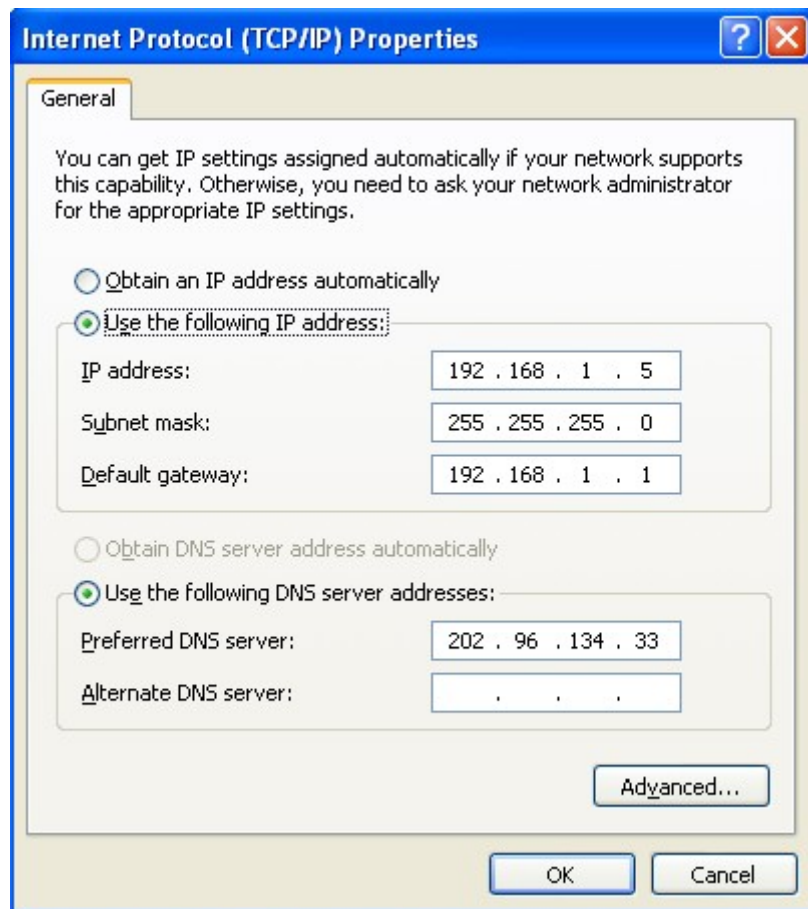 Internet Protocol (TCP/IP) Properties
General
You can get IP settings assigned automatically if your network supports
this capability. Otherwise, you need to ask your network administrator
for the appropriate IP settings.
Obtain an IP address automatically
Use the following IP address:
IP address: 192 . 168 . 1 . 5
Subnet mask: 255 . 255 . 255 . 0
Default gateway: 192 . 168 . 1 . 1
Obtain DNS server address automatically
Use the following DNS server addresses:
Preferred DNS server: 202 . 96 . 134 . 33
Alternate DNS server: . . .
Advanced...
OK Cancel